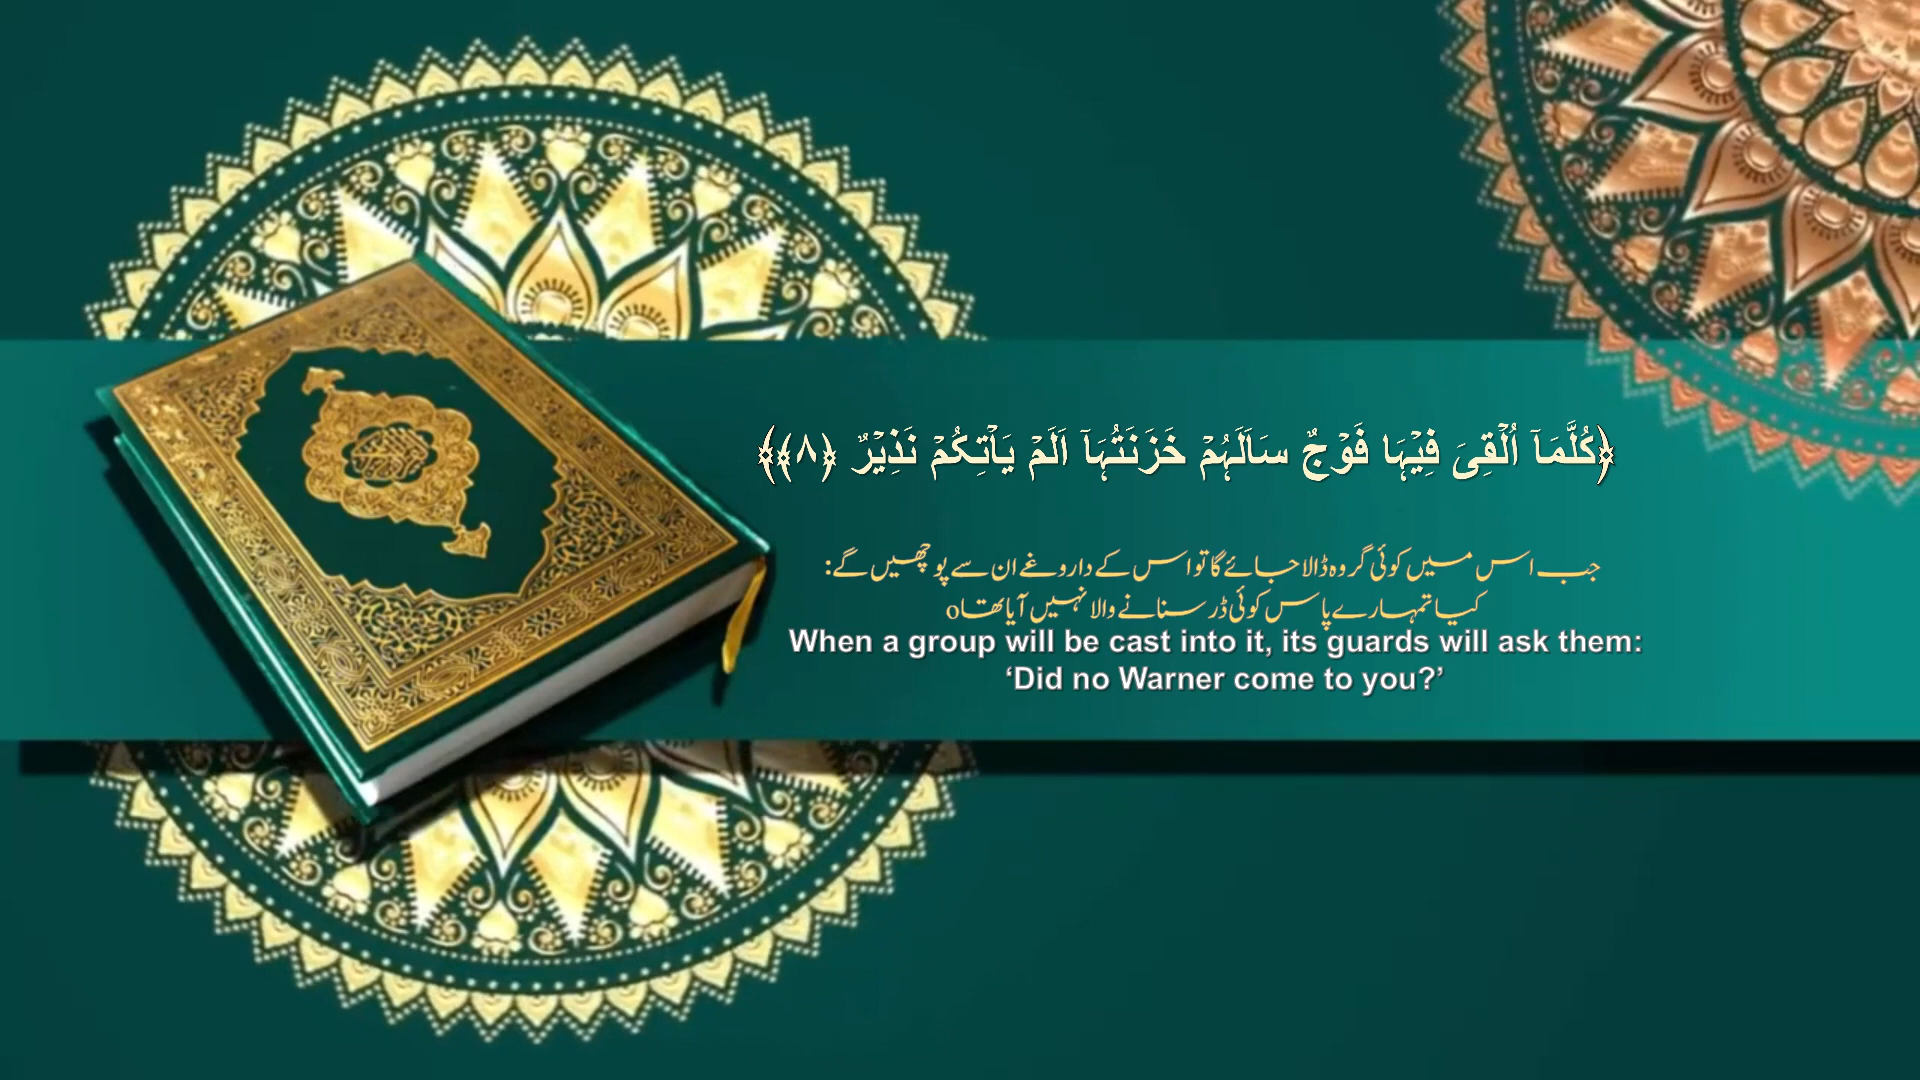 ﴿كُلَّمَاۤ اُلْقِیَ فِیْہَا فَوْجٌ سَاَلَہُمْ خَزَنَتُہَاۤ اَلَمْ یَاْتِكُمْ نَذِیْرٌ ﴿۸﴾﴾
جب اس میں کوئی گروہ ڈالا جائے گا تو اس کے داروغے ان سے پوچھیں گے:
کیا تمہارے پاس کوئی ڈر سنانے والا نہیں آیا تھاo
When a group will be cast into it, its guards will ask them:
‘Did no Warner come to you?’